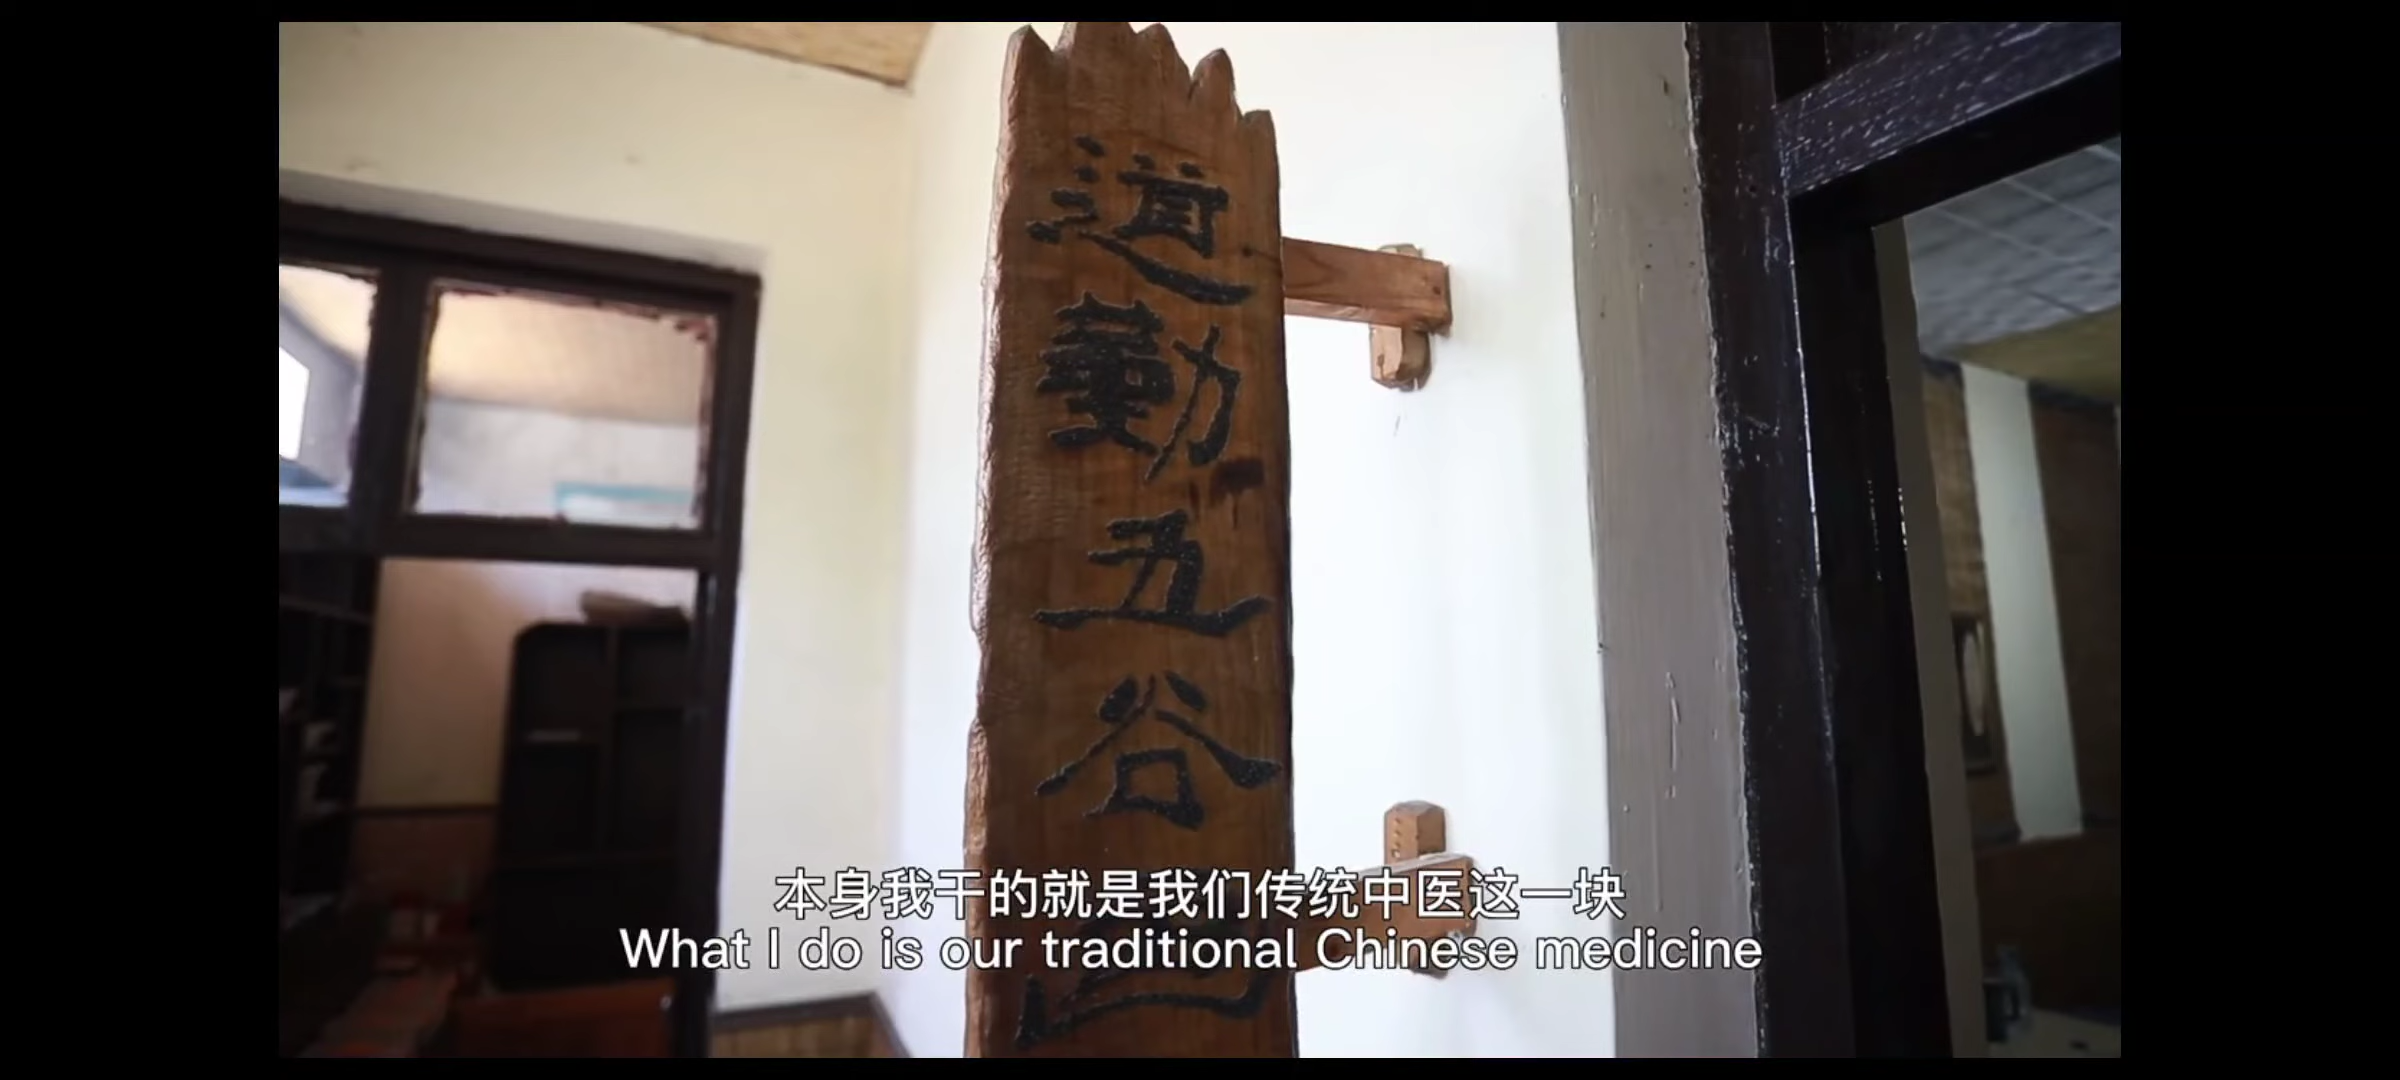 道
勤
五
谷
本身我干的就是我们传统中医这一块
What I do is our traditional Chinese medicine